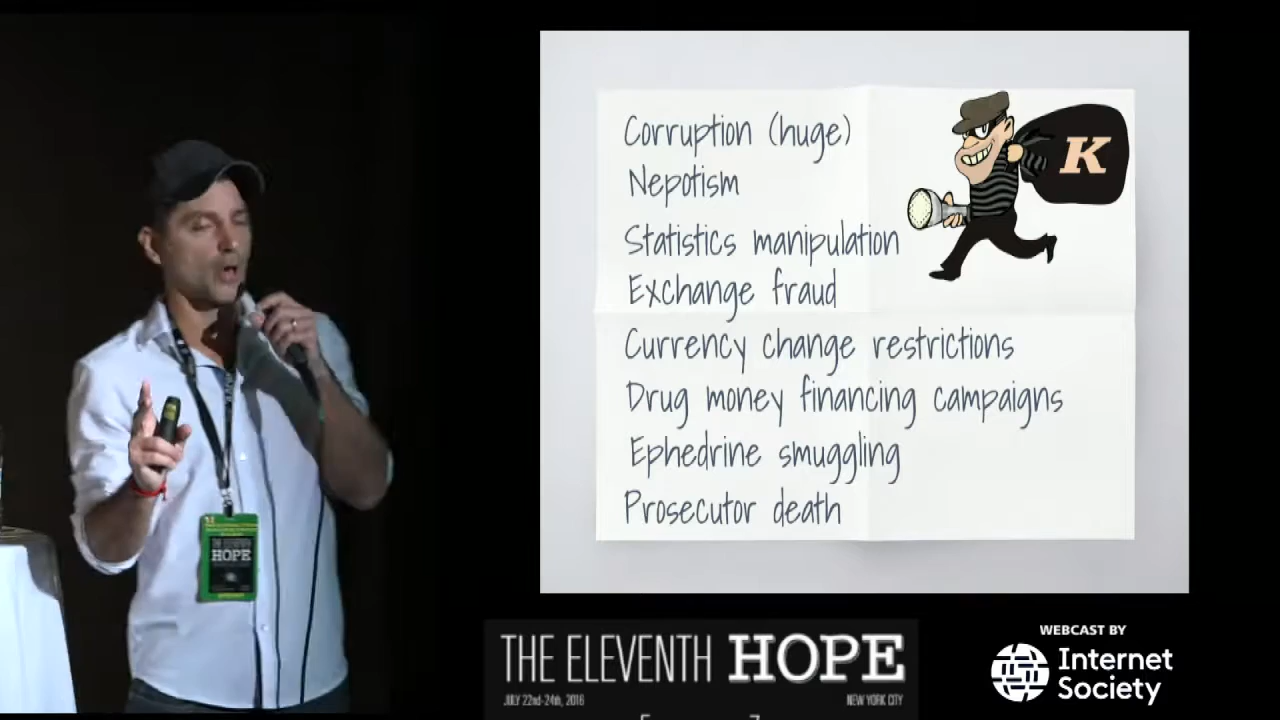 Corruption (huge)
K
Nepotism
Statistics manipulation
Exchange fraud
Currency change restrictions
Drug money financing campaigns
Ephedrine smuggling
Prosecutor death
HOPE
THE ELEVENTH HOPE
JULY 22nd-24th, 2016
NEW YORK CITY
WEBCAST BY
Internet
Society